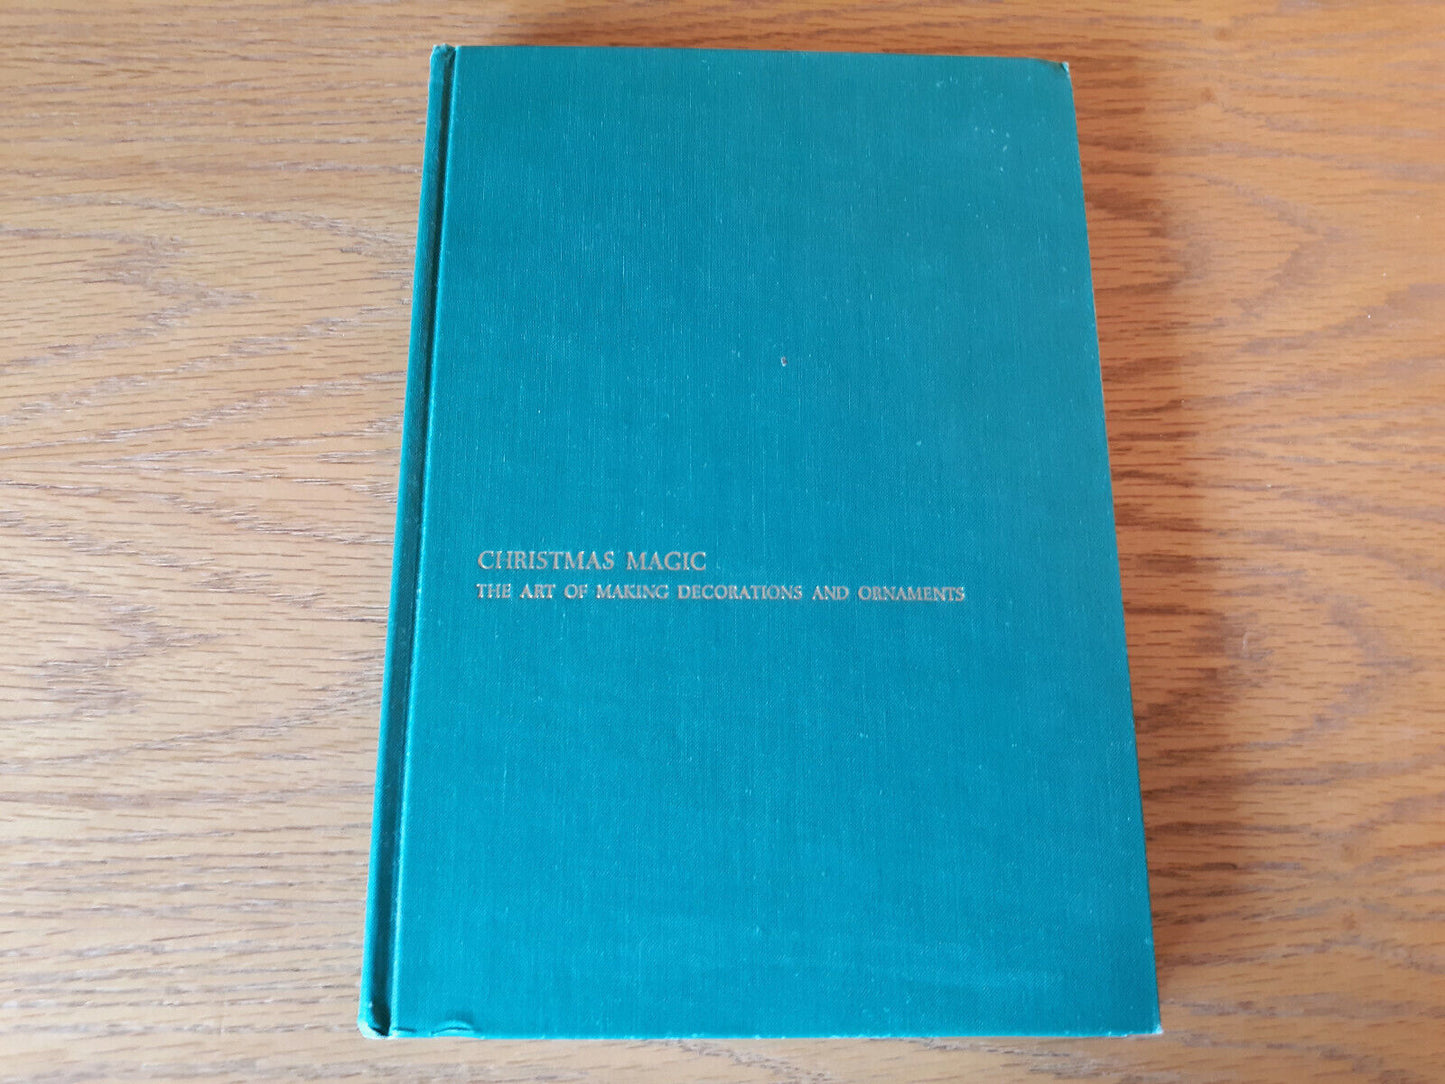 CHRISTMAS MAGIC
THE ART OF MAKING DECORATIONS AND ORNAMENTS